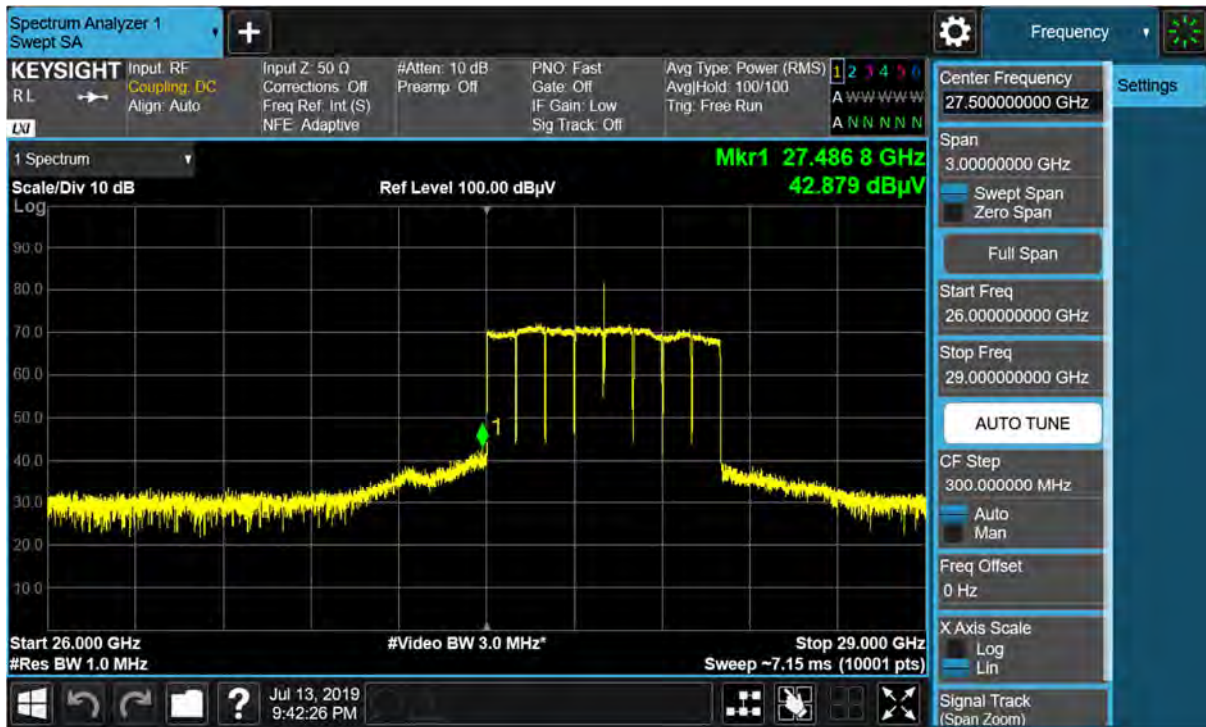 Spectrum Analyzer 1
Swept SA
Frequency
KEYSIGHT
R L
LXI
Input: RF
Coupling: DC
Align: Auto
Input Z: 50 Ω
Corrections: Off
Freq Ref: Int (S)
NFE: Adaptive
#Atten: 10 dB
Preamp: Off
PNO: Fast
Gate: Off
IF Gain: Low
Sig Track: Off
Avg Type: Power (RMS)
Avg|Hold: 100/100
Trig: Free Run
1 2 3 4 5 6
A W W W W W
A N N N N N
1 Spectrum
Mkr1 27.486 8 GHz
Scale/Div 10 dB
Ref Level 100.00 dBµV
42.879 dBµV
Log
90.0
80.0
70.0
60.0
50.0
40.0
30.0
20.0
10.0
1
Start 26.000 GHz
#Video BW 3.0 MHz*
Stop 29.000 GHz
#Res BW 1.0 MHz
Sweep ~7.15 ms (10001 pts)
?
Jul 13, 2019
9:42:26 PM
Center Frequency
27.500000000 GHz
Settings
Span
3.00000000 GHz
Swept Span
Zero Span
Full Span
Start Freq
26.000000000 GHz
Stop Freq
29.000000000 GHz
AUTO TUNE
CF Step
300.000000 MHz
Auto
Man
Freq Offset
0 Hz
X Axis Scale
Log
Lin
Signal Track
(Span Zoom)